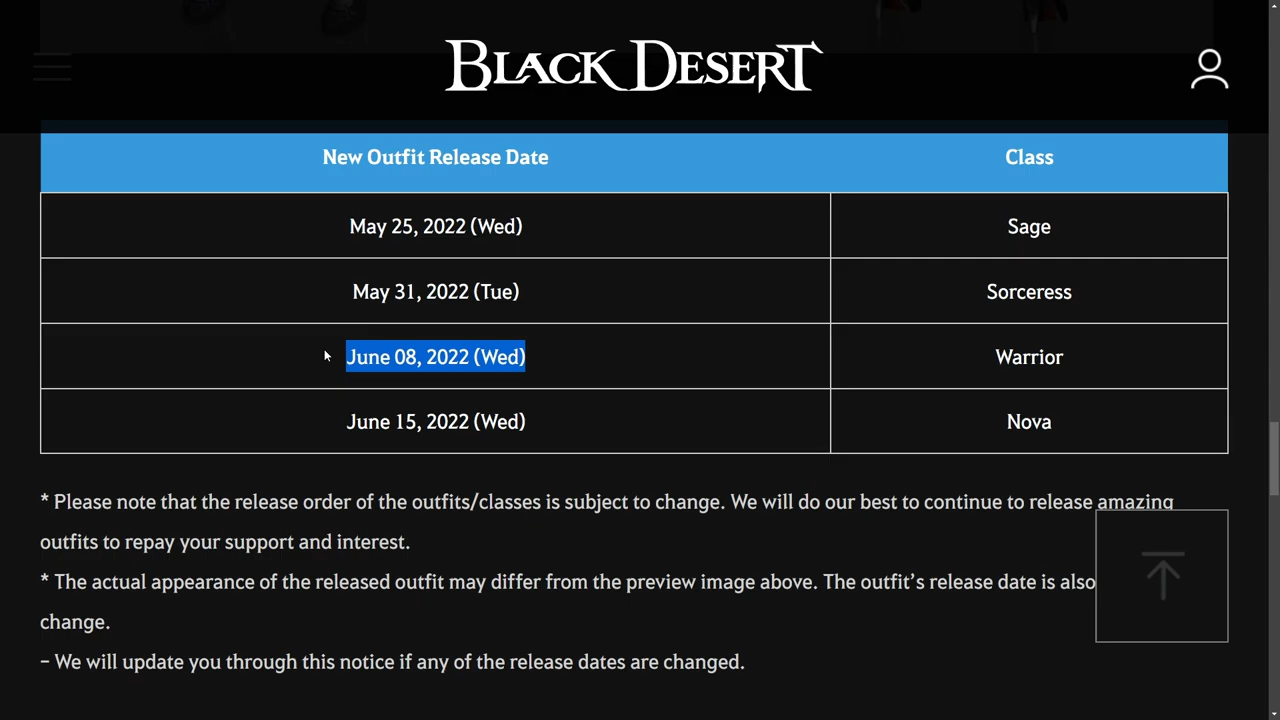 BLACK DESERT
New Outfit Release Date Class
May 25, 2022 (Wed) Sage
May 31, 2022 (Tue) Sorceress
June 08, 2022 (Wed) Warrior
June 15, 2022 (Wed) Nova
* Please note that the release order of the outfits/classes is subject to change. We will do our best to continue to release amazing
outfits to repay your support and interest.
* The actual appearance of the released outfit may differ from the preview image above. The outfit's release date is also
change.
– We will update you through this notice if any of the release dates are changed.